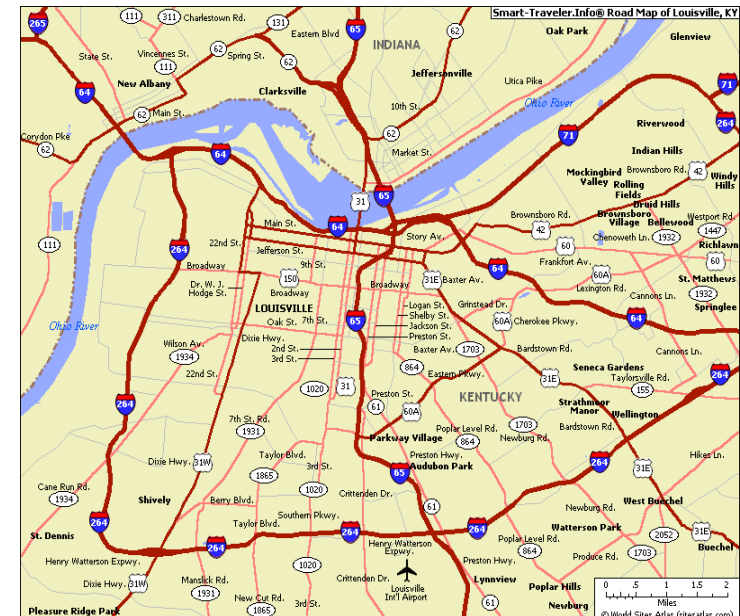 Smart-Traveler.Info® Road Map of Louisville, KY
265
111
311
Charlestown Rd.
131
65
Eastern Blvd
INDIANA
62
Oak Park
Glenview
State St.
Vincennes St.
111
62
Spring St.
62
Jeffersonville
Utica Pike
71
64
New Albany
Clarksville
10th St.
Ohio River
62
Main St.
62
71
Riverwood
264
Corydon Pke
62
Market St.
Indian Hills
64
Mockingbird
Valley
Brownsboro Rd.
42
Rolling
Fields
Windy
Hills
65
31
Druid Hills
Brownsboro
Village
Bellewood
Westport Rd.
Brownsboro Rd.
42
64
Main St.
Story Av.
Chenoweth Ln.
1932
1447
22nd St.
Jefferson St.
60
Richlawn
111
264
9th St.
Frankfort Av.
60
Broadway
150
Broadway
Broadway
31E
Baxter Av.
64
60A
Lexington Rd.
St. Matthews
Dr. W. J.
Hodge St.
Cannons Ln.
1932
LOUISVILLE
Logan St.
Grinstead Dr.
Springlee
Shelby St.
Oak St.
7th St.
65
Jackson St.
60A
Cherokee Pkwy.
64
Ohio River
Preston St.
Wilson Av.
Dixie Hwy.
2nd St.
Baxter Av.
1703
Bardstown Rd.
Cannons Ln.
1934
3rd St.
864
Seneca Gardens
22nd St.
Eastern Pkwy.
31E
Taylorsville Rd.
264
1020
31
Preston St.
KENTUCKY
155
264
61
60A
Strathmoor
Manor
Wellington
7th St. Rd.
1931
Poplar Level Rd.
1703
Bardstown Rd.
Parkway Village
864
Newburg Rd.
Taylor Blvd.
Preston Hwy.
Hikes Ln.
Dixie Hwy.
31W
1865
3rd St.
65
Audubon Park
264
31E
Cane Run Rd.
1934
1020
Crittenden Dr.
Shively
Berry Blvd.
61
Newburg Rd.
West Buechel
264
Taylor Blvd.
Southern Pkwy.
264
264
Watterson Park
31E
St. Dennis
264
Henry Watterson
Expwy.
Poplar Level Rd.
2052
Buechel
Henry Watterson Expwy.
864
Produce Rd.
1703
Preston Hwy.
Dixie Hwy.
31W
Manslick Rd.
1020
Crittenden Dr.
Louisville
Int'l Airport
Lynnview
Poplar Hills
1931
Pleasure Ridge Park
New Cut Rd.
1865
3rd St.
61
Newburg
0 .5 1 1.5 2
Miles
© World Sites Atlas (sitesatlas.com)